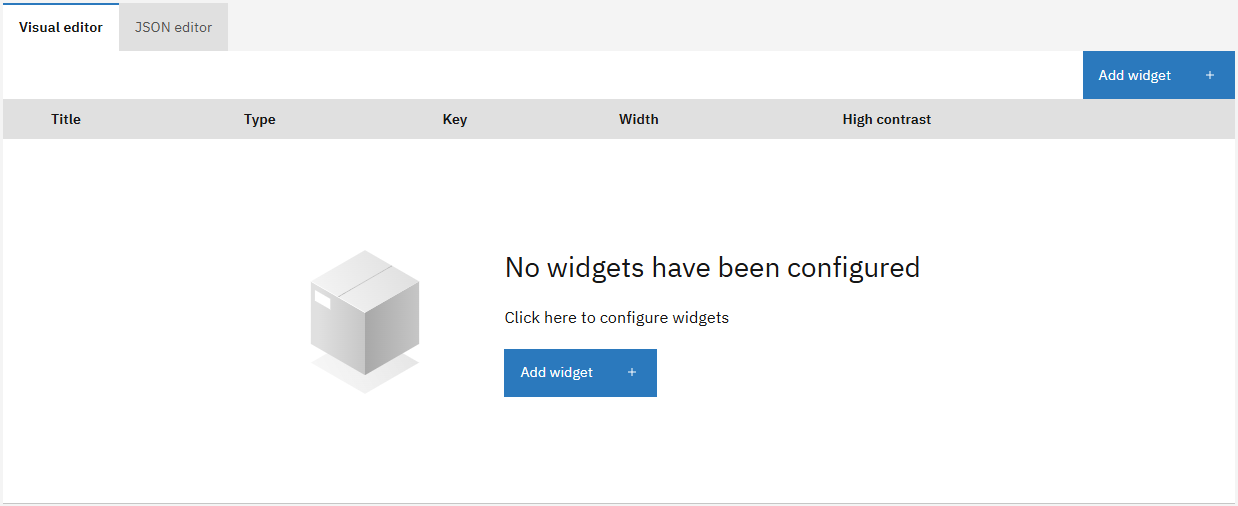 Visual editor JSON editor
Add widget +
Title Type Key Width High contrast
No widgets have been configured
Click here to configure widgets
Add widget +